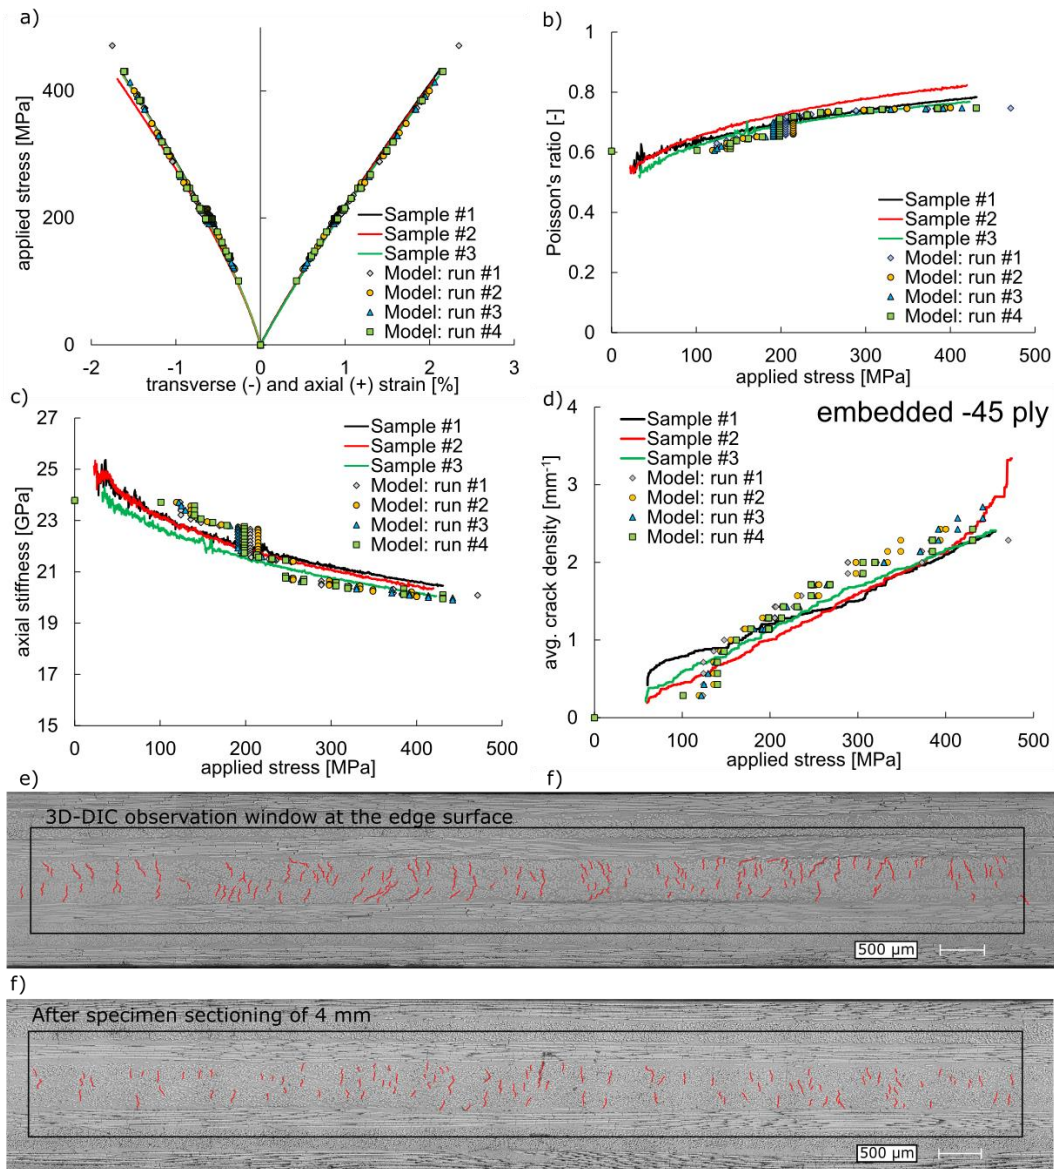 a)
applied stress [MPa]
400
200
0
-2
-1
0
1
2
3
transverse (-) and axial (+) strain [%]
Sample #1
Sample #2
Sample #3
Model: run #1
Model: run #2
Model: run #3
Model: run #4
b)
Poisson's ratio [-]
1
0.8
0.6
0.4
0.2
0
0
100
200
300
400
500
applied stress [MPa]
Sample #1
Sample #2
Sample #3
Model: run #1
Model: run #2
Model: run #3
Model: run #4
c)
axial stiffness [GPa]
27
25
23
21
19
17
15
0
100
200
300
400
500
applied stress [MPa]
Sample #1
Sample #2
Sample #3
Model: run #1
Model: run #2
Model: run #3
Model: run #4
d)
embedded -45 ply
avg. crack density [mm⁻¹]
4
3
2
1
0
0
100
200
300
400
500
applied stress [MPa]
Sample #1
Sample #2
Sample #3
Model: run #1
Model: run #2
Model: run #3
Model: run #4
e)
f)
3D-DIC observation window at the edge surface
500 µm
f)
After specimen sectioning of 4 mm
500 µm